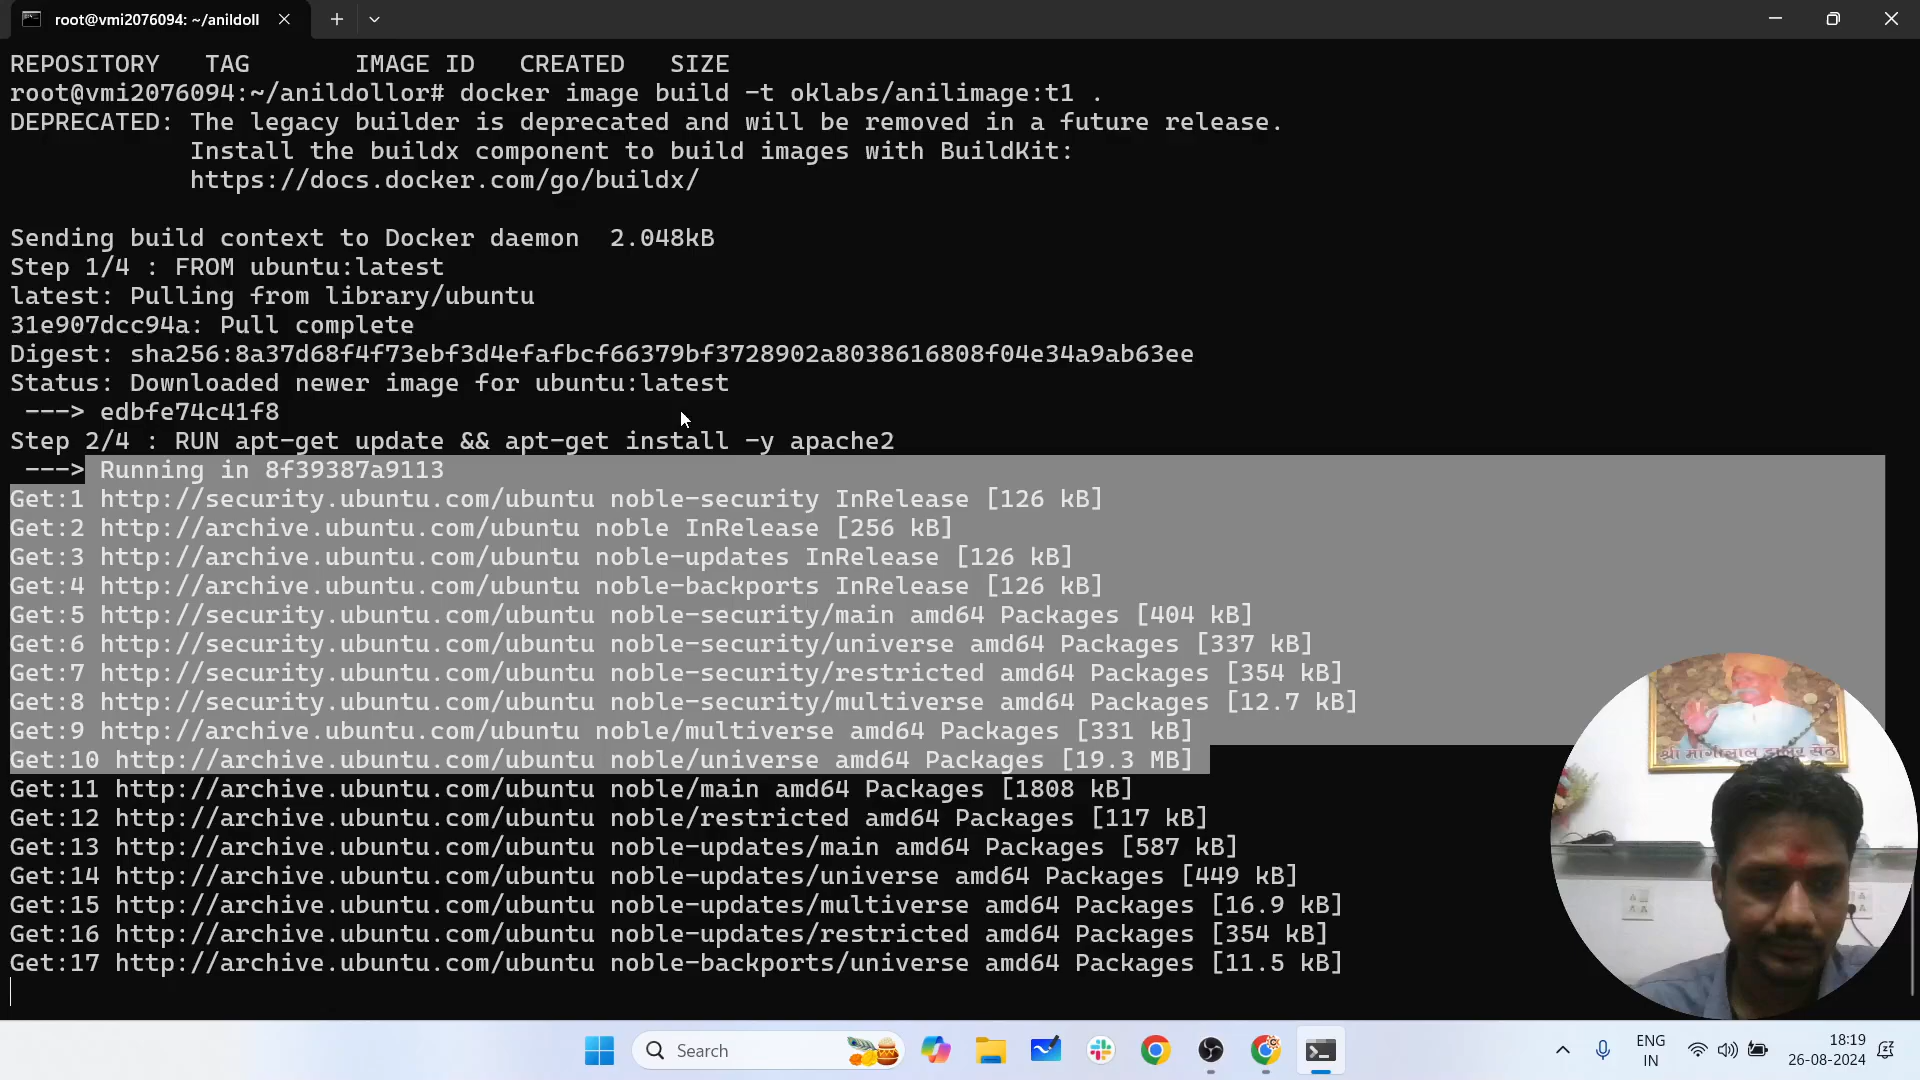 root@vmi2076094: ~/anildoll
REPOSITORY   TAG       IMAGE ID   CREATED   SIZE
root@vmi2076094:~/anildollor# docker image build -t oklabs/anilimage:t1 .
DEPRECATED: The legacy builder is deprecated and will be removed in a future release.
            Install the buildx component to build images with BuildKit:
            https://docs.docker.com/go/buildx/
Sending build context to Docker daemon  2.048kB
Step 1/4 : FROM ubuntu:latest
latest: Pulling from library/ubuntu
31e907dcc94a: Pull complete
Digest: sha256:8a37d68f4f73ebf3d4efafbcf66379bf3728902a8038616808f04e34a9ab63ee
Status: Downloaded newer image for ubuntu:latest
 ---> edbfe74c41f8
Step 2/4 : RUN apt-get update && apt-get install -y apache2
 ---> Running in 8f39387a9113
Get:1 http://security.ubuntu.com/ubuntu noble-security InRelease [126 kB]
Get:2 http://archive.ubuntu.com/ubuntu noble InRelease [256 kB]
Get:3 http://archive.ubuntu.com/ubuntu noble-updates InRelease [126 kB]
Get:4 http://archive.ubuntu.com/ubuntu noble-backports InRelease [126 kB]
Get:5 http://security.ubuntu.com/ubuntu noble-security/main amd64 Packages [404 kB]
Get:6 http://security.ubuntu.com/ubuntu noble-security/universe amd64 Packages [337 kB]
Get:7 http://security.ubuntu.com/ubuntu noble-security/restricted amd64 Packages [354 kB]
Get:8 http://security.ubuntu.com/ubuntu noble-security/multiverse amd64 Packages [12.7 kB]
Get:9 http://archive.ubuntu.com/ubuntu noble/multiverse amd64 Packages [331 kB]
Get:10 http://archive.ubuntu.com/ubuntu noble/universe amd64 Packages [19.3 MB]
Get:11 http://archive.ubuntu.com/ubuntu noble/main amd64 Packages [1808 kB]
Get:12 http://archive.ubuntu.com/ubuntu noble/restricted amd64 Packages [117 kB]
Get:13 http://archive.ubuntu.com/ubuntu noble-updates/main amd64 Packages [587 kB]
Get:14 http://archive.ubuntu.com/ubuntu noble-updates/universe amd64 Packages [449 kB]
Get:15 http://archive.ubuntu.com/ubuntu noble-updates/multiverse amd64 Packages [16.9 kB]
Get:16 http://archive.ubuntu.com/ubuntu noble-updates/restricted amd64 Packages [354 kB]
Get:17 http://archive.ubuntu.com/ubuntu noble-backports/universe amd64 Packages [11.5 kB]
श्री मांगीलाल
Search
ENG
IN
18:19
26-08-2024